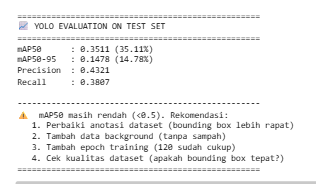 ==================================================
📈 YOLO EVALUATION ON TEST SET
==================================================
mAP50 : 0.3511 (35.11%)
mAP50-95 : 0.1478 (14.78%)
Precision : 0.4321
Recall : 0.3807
--------------------------------------------------
⚠️ mAP50 masih rendah (<0.5). Rekomendasi:
1. Perbaiki anotasi dataset (bounding box lebih rapat)
2. Tambah data background (tanpa sampah)
3. Tambah epoch training (120 sudah cukup)
4. Cek kualitas dataset (apakah bounding box tepat?)
==================================================